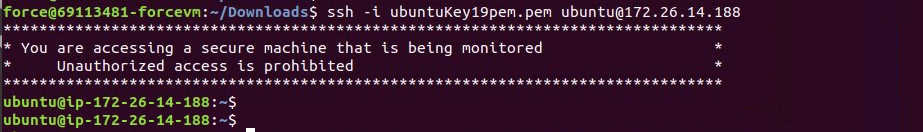 force@69113481-forcevm:~/Downloads$ ssh -i ubuntuKey19pem.pem ubuntu@172.26.14.188
********************************************************************************
* You are accessing a secure machine that is being monitored                   *
*     Unauthorized access is prohibited                                        *
********************************************************************************
ubuntu@ip-172-26-14-188:~$
ubuntu@ip-172-26-14-188:~$